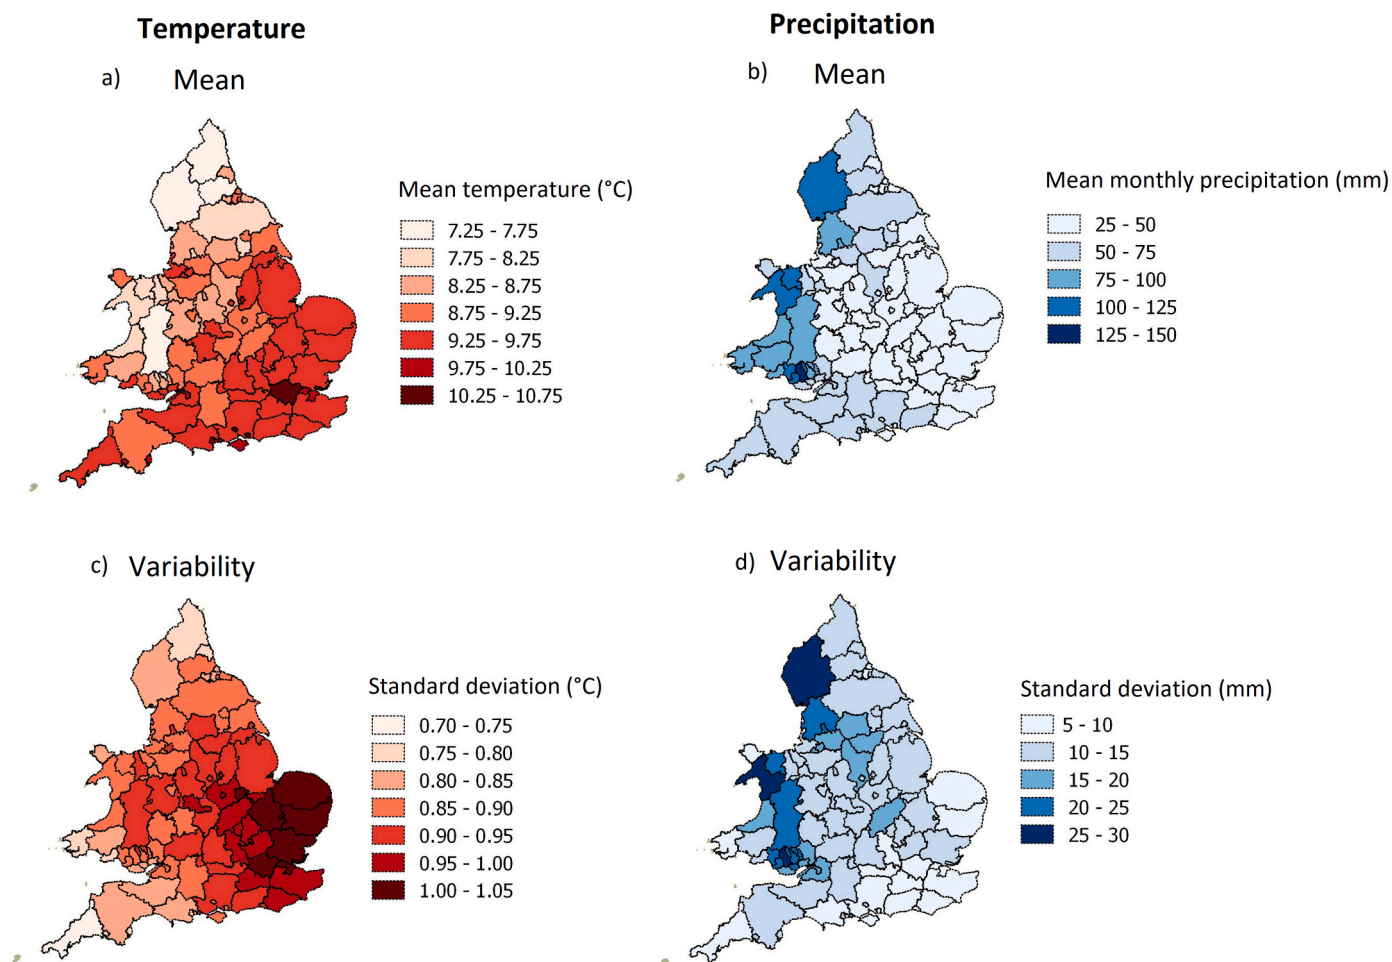 Temperature
Precipitation
a) Mean
b) Mean
Mean temperature (°C)
7.25 - 7.75
7.75 - 8.25
8.25 - 8.75
8.75 - 9.25
9.25 - 9.75
9.75 - 10.25
10.25 - 10.75
Mean monthly precipitation (mm)
25 - 50
50 - 75
75 - 100
100 - 125
125 - 150
c) Variability
d) Variability
Standard deviation (°C)
0.70 - 0.75
0.75 - 0.80
0.80 - 0.85
0.85 - 0.90
0.90 - 0.95
0.95 - 1.00
1.00 - 1.05
Standard deviation (mm)
5 - 10
10 - 15
15 - 20
20 - 25
25 - 30